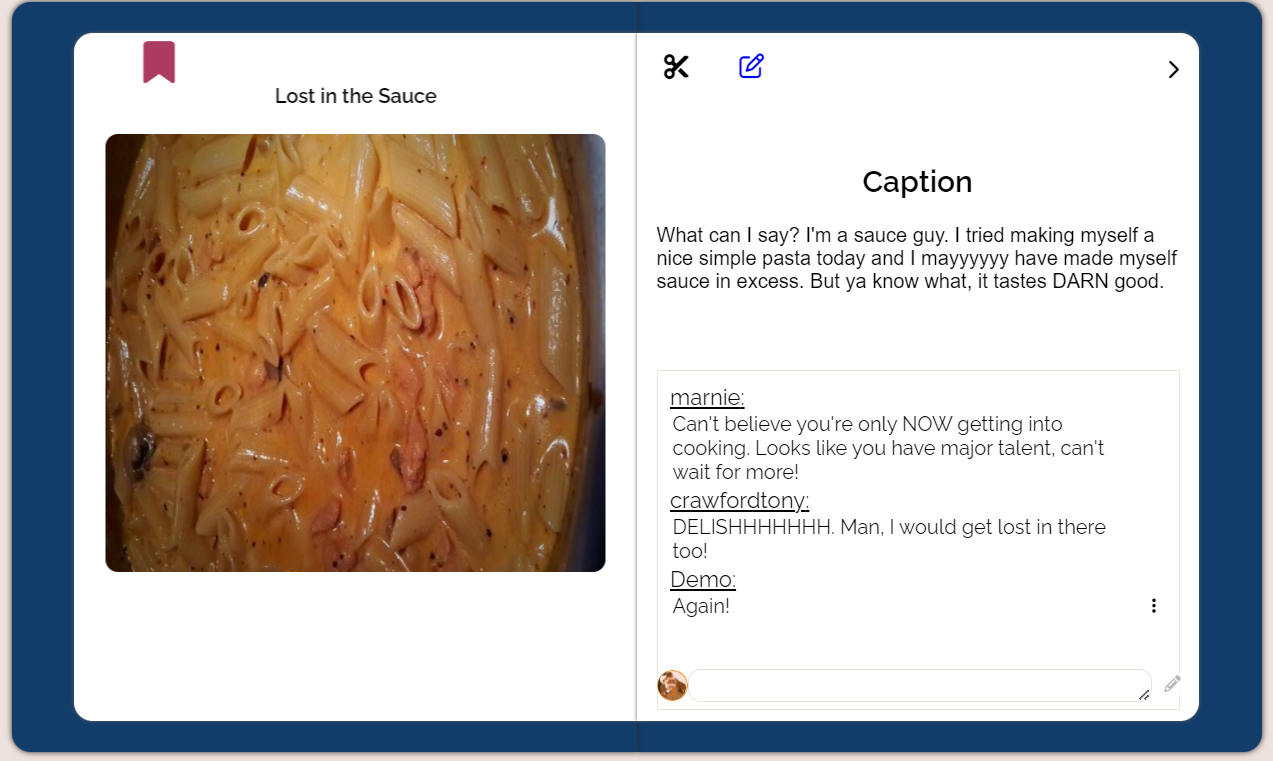 Lost in the Sauce
Caption
What can I say? I'm a sauce guy. I tried making myself a
nice simple pasta today and I mayyyyyy have made myself
sauce in excess. But ya know what, it tastes DARN good.
marnie:
Can't believe you're only NOW getting into
cooking. Looks like you have major talent, can't
wait for more!
crawfordtony:
DELISHHHHHHH. Man, I would get lost in there
too!
Demo:
Again!